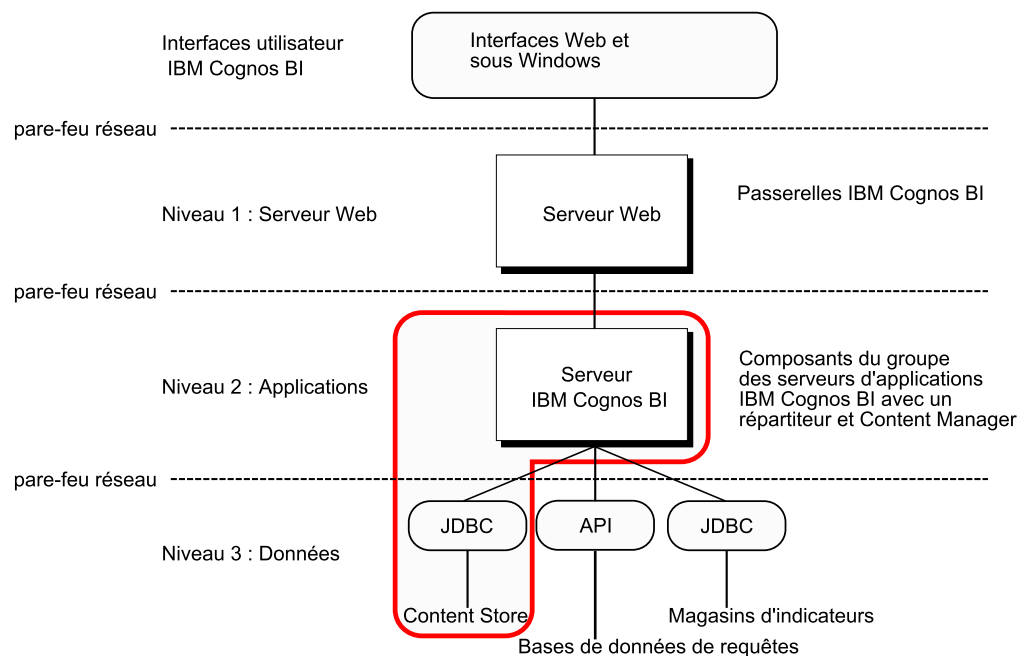 Interfaces utilisateur
IBM Cognos BI
Interfaces Web et
sous Windows
pare-feu réseau
Niveau 1 : Serveur Web
Serveur Web
Passerelles IBM Cognos BI
pare-feu réseau
Niveau 2 : Applications
Serveur
IBM Cognos BI
Composants du groupe
des serveurs d'applications
IBM Cognos BI avec un
répartiteur et Content Manager
pare-feu réseau
Niveau 3 : Données
JDBC
API
JDBC
Content Store
Magasins d'indicateurs
Bases de données de requêtes